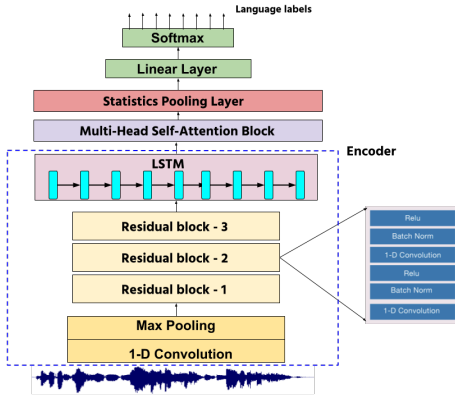 Language labels
Softmax
Linear Layer
Statistics Pooling Layer
Multi-Head Self-Attention Block
Encoder
LSTM
Residual block - 3
Residual block - 2
Residual block - 1
Max Pooling
1-D Convolution
Relu
Batch Norm
1-D Convolution
Relu
Batch Norm
1-D Convolution